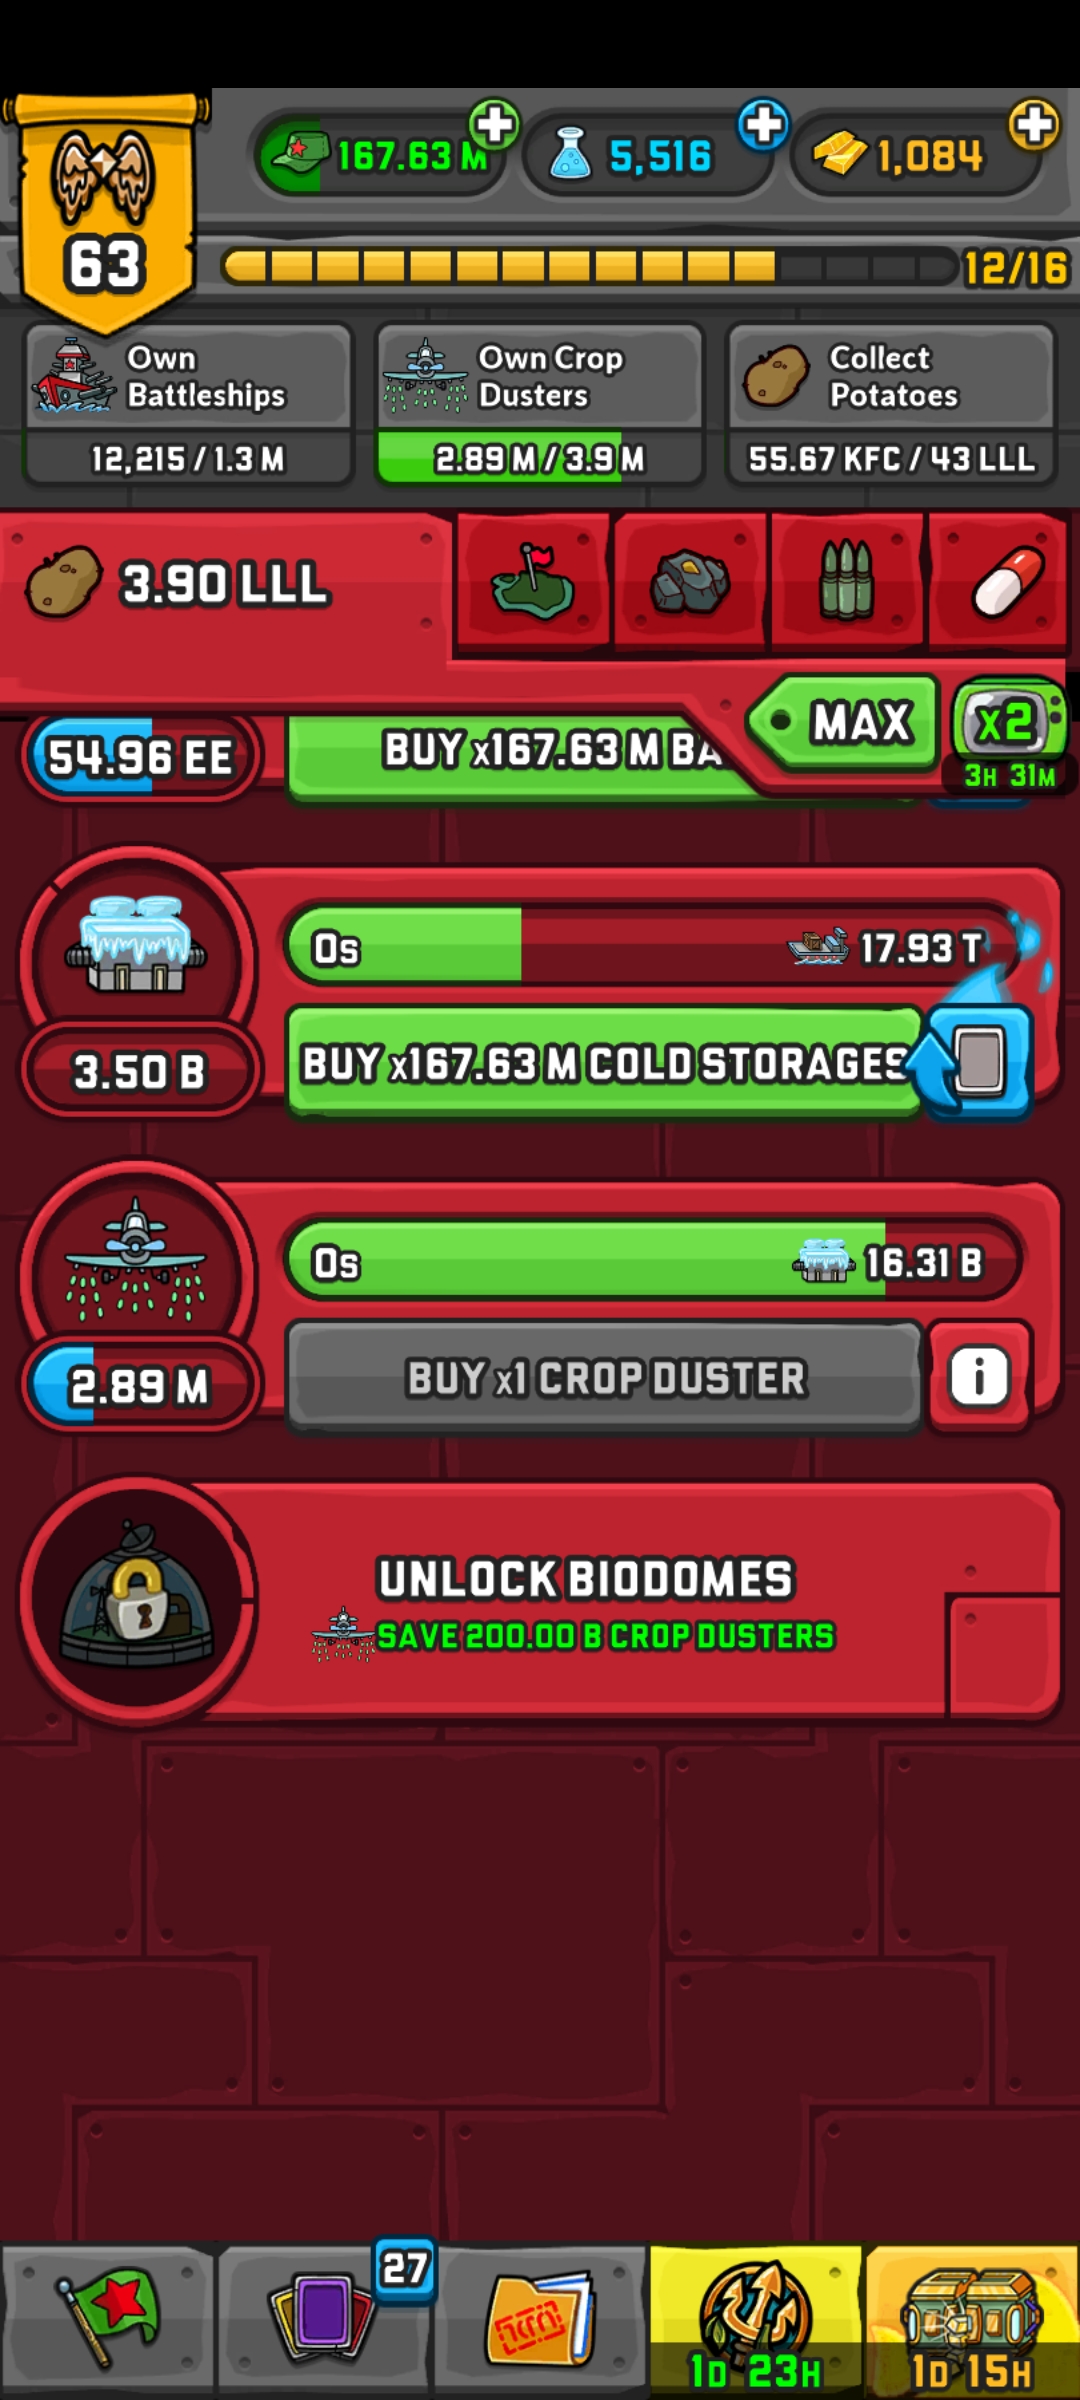 167.63 M
5,516
1,084
63
12/16
Own
Battleships
12,215 / 1.3 M
Own Crop
Dusters
2.89 M / 3.9 M
Collect
Potatoes
55.67 KFC / 43 LLL
3.90 LLL
MAX
x2
3H 31M
54.96 EE
BUY x167.63 M BA
0s
17.93 T
3.50 B
BUY x167.63 M COLD STORAGES
0s
16.31 B
2.89 M
BUY x1 CROP DUSTER
i
UNLOCK BIODOMES
SAVE 200.00 B CROP DUSTERS
27
1D 23H
1D 15H